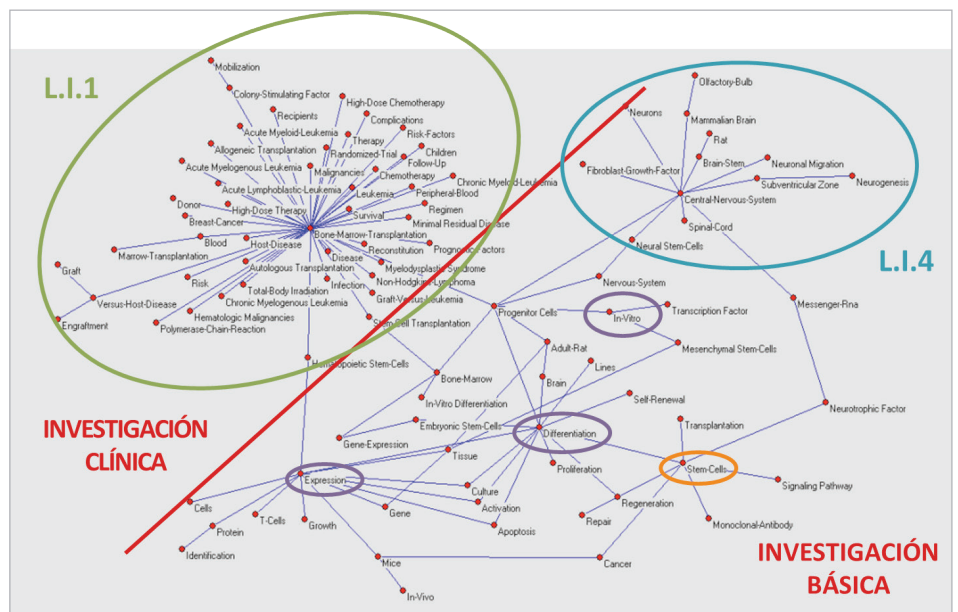 L.I.1
Mobilization
Colony-Stimulating Factor
High-Dose Chemotherapy
Recipients
Complications
Acute Myeloid-Leukemia
Therapy
Risk-Factors
Allogeneic Transplantation
Randomized-Trial
Children
Follow-Up
Acute Myelogenous Leukemia
Malignancies
Chemotherapy
Chronic Myeloid-Leukemia
Acute Lymphoblastic-Leukemia
Leukemia
Peripheral-Blood
Donor
High-Dose Therapy
Survival
Regimen
Breast-Cancer
Minimal Residual Disease
Bone-Marrow-Transplantation
Blood
Host-Disease
Reconstitution
Prognostic Factors
Marrow-Transplantation
Disease
Graft
Autologous Transplantation
Myelodysplastic-Syndrome
Risk
Total-Body Irradiation
Infection
Non-Hodgkins-Lymphoma
Versus-Host-Disease
Chronic Myelogenous Leukemia
Graft-Versus-Leukemia
Engraftment
Hematologic Malignancies
Polymerase-Chain-Reaction
Stem-Cell Transplantation
Olfactory-Bulb
Neurons
Mammalian Brain
Rat
Fibroblast-Growth-Factor
Brain-Stem
Neuronal Migration
Subventricular Zone
Neurogenesis
Central-Nervous-System
Spinal-Cord
Neural Stem-Cells
L.I.4
Nervous-System
Messenger-Rna
Progenitor Cells
In-Vitro
Transcription Factor
Adult-Rat
Mesenchymal Stem-Cells
Hematopoietic Stem-Cells
Lines
Bone-Marrow
Brain
In-Vitro Differentiation
Self-Renewal
Neurotrophic Factor
INVESTIGACIÓN
CLÍNICA
Embryonic Stem-Cells
Differentiation
Transplantation
Gene-Expression
Tissue
Proliferation
Stem-Cells
Expression
Signaling Pathway
Culture
Cells
Activation
Regeneration
T-Cells
Growth
Gene
Repair
Monoclonal-Antibody
Protein
Apoptosis
Identification
Mice
Cancer
INVESTIGACIÓN
BÁSICA
In-Vivo